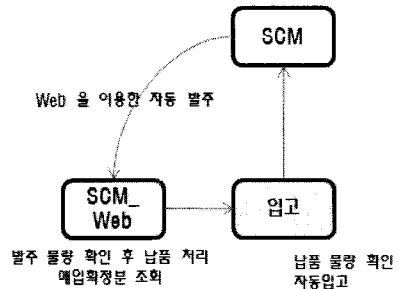 SCM
Web 을 이용한 자동 발주
SCM_
Web
입고
발주 물량 확인 후 납품 처리
매입확정분 조회
납품 물량 확인
자동입고